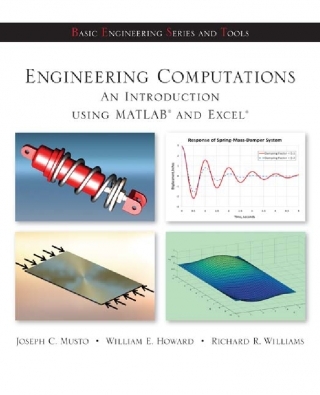 BASIC ENGINEERING SERIES AND TOOLS
ENGINEERING COMPUTATIONS
AN INTRODUCTION
USING MATLAB® AND EXCEL®
Response of Spring-Mass-Damper System
JOSEPH C. MUSTO • WILLIAM E. HOWARD • RICHARD R. WILLIAMS